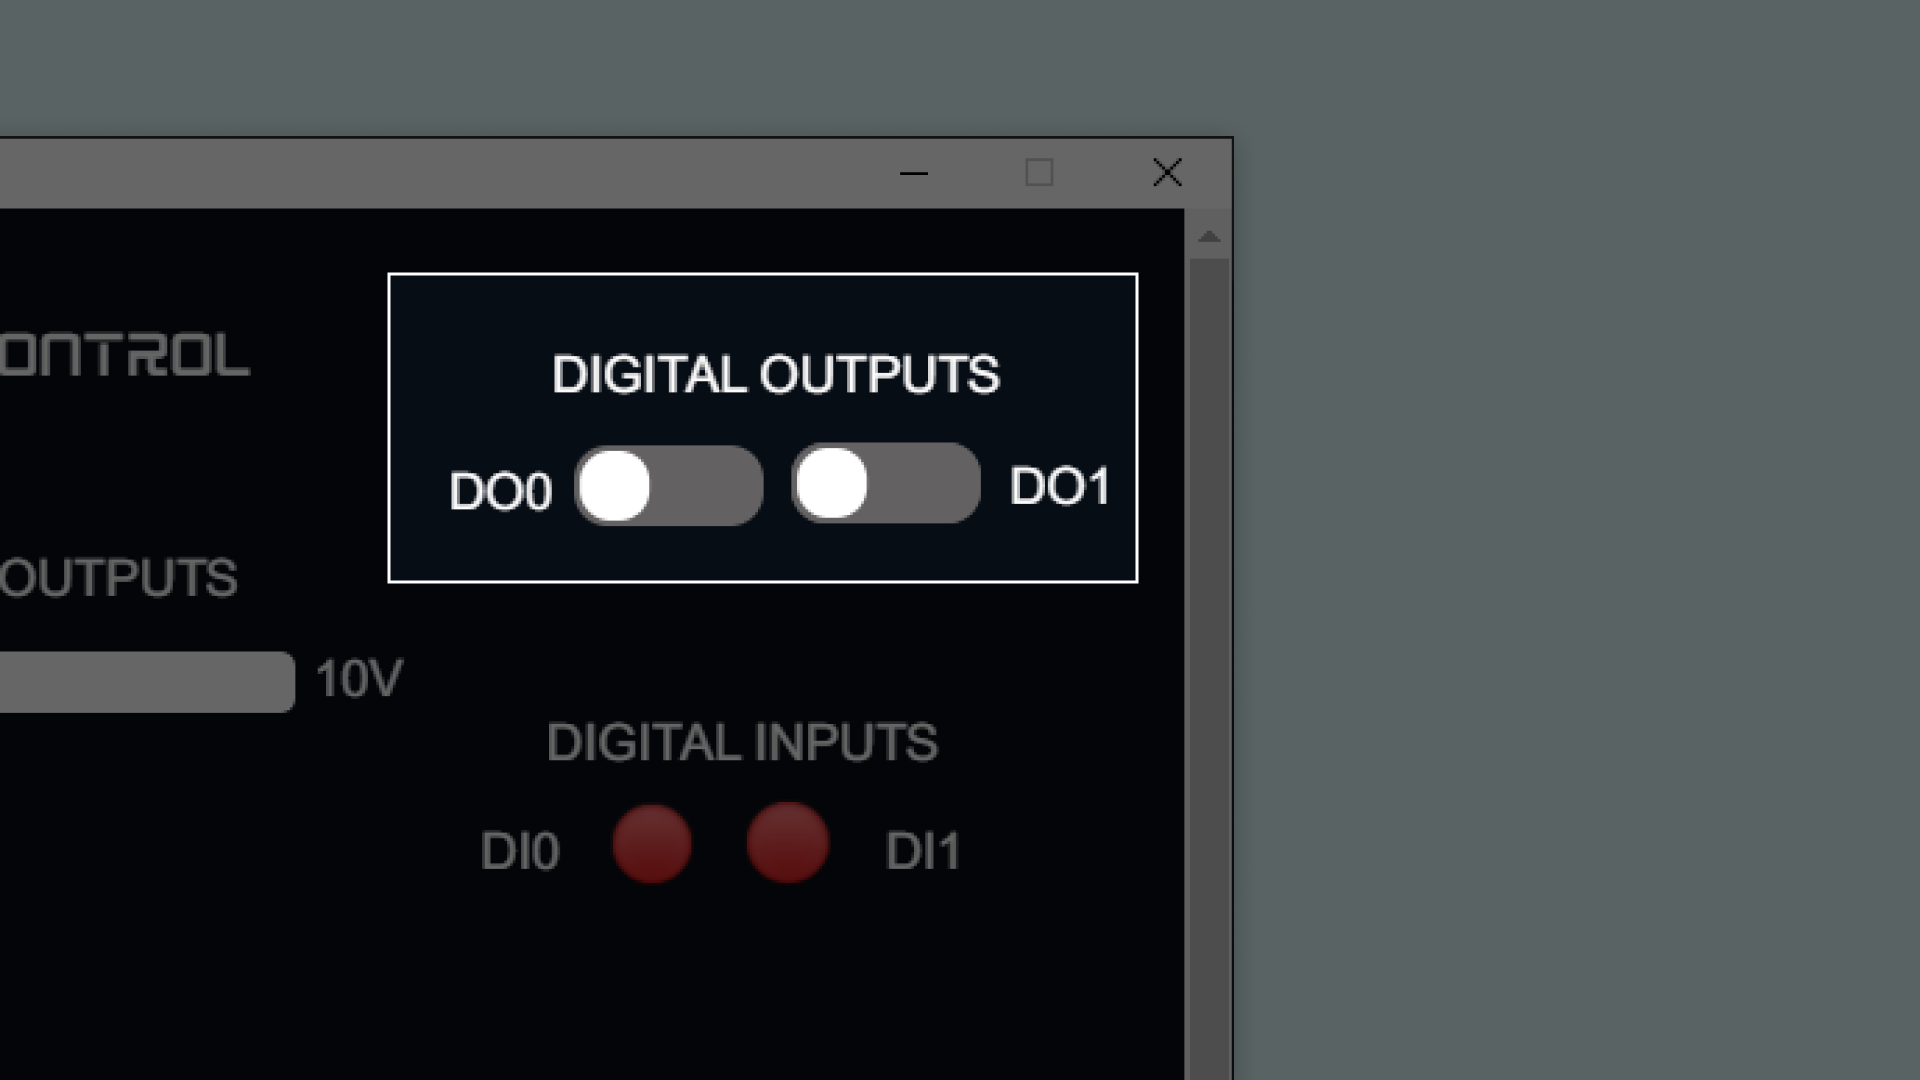 ONTROL
DIGITAL OUTPUTS
DO0 DO1
OUTPUTS
10V
DIGITAL INPUTS
DI0 DI1